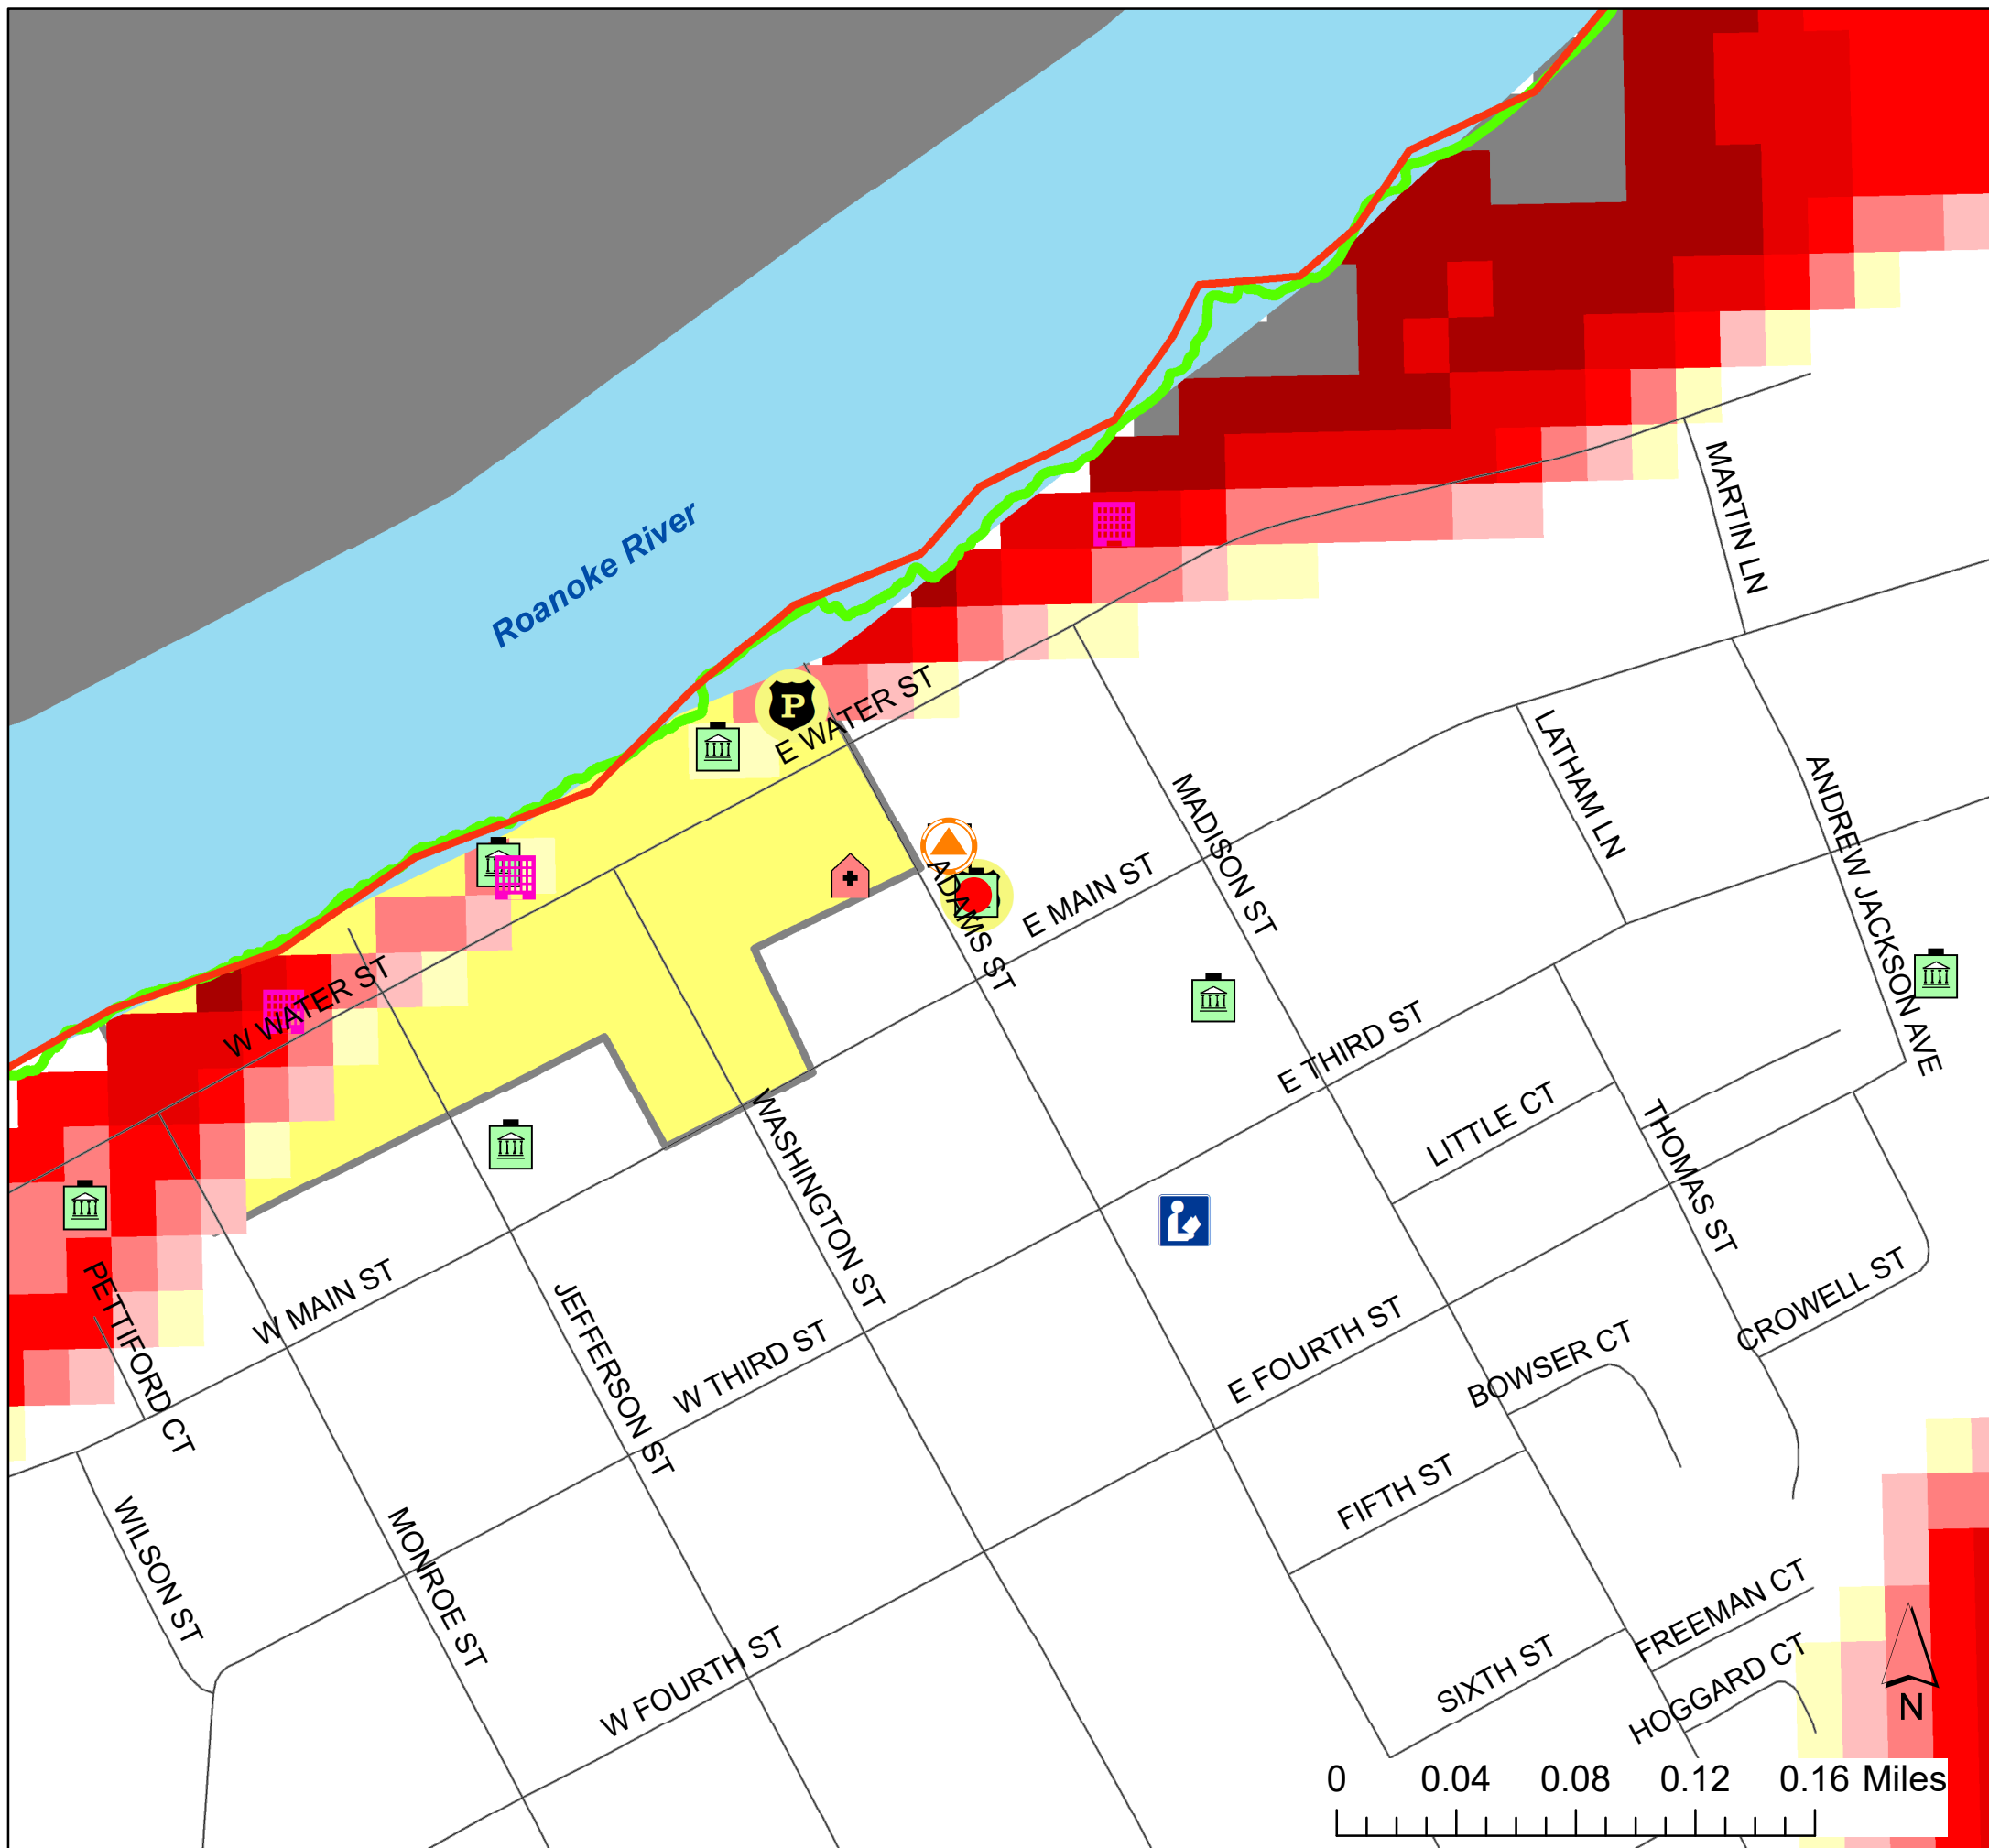 Roanoke River
MARTIN LN
P
E WATER ST
LATHAM LN
MADISON ST
ANDREW JACKSON AVE
ADAMS ST
E MAIN ST
W WATER ST
E THIRD ST
LITTLE CT
WASHINGTON ST
THOMAS ST
PETTIFORD CT
W MAIN ST
CROWELL ST
JEFFERSON ST
W THIRD ST
E FOURTH ST
BOWSER CT
FIFTH ST
WILSON ST
MONROE ST
FREEMAN CT
W FOURTH ST
SIXTH ST
HOGGARD CT
N
0 0.04 0.08 0.12 0.16 Miles